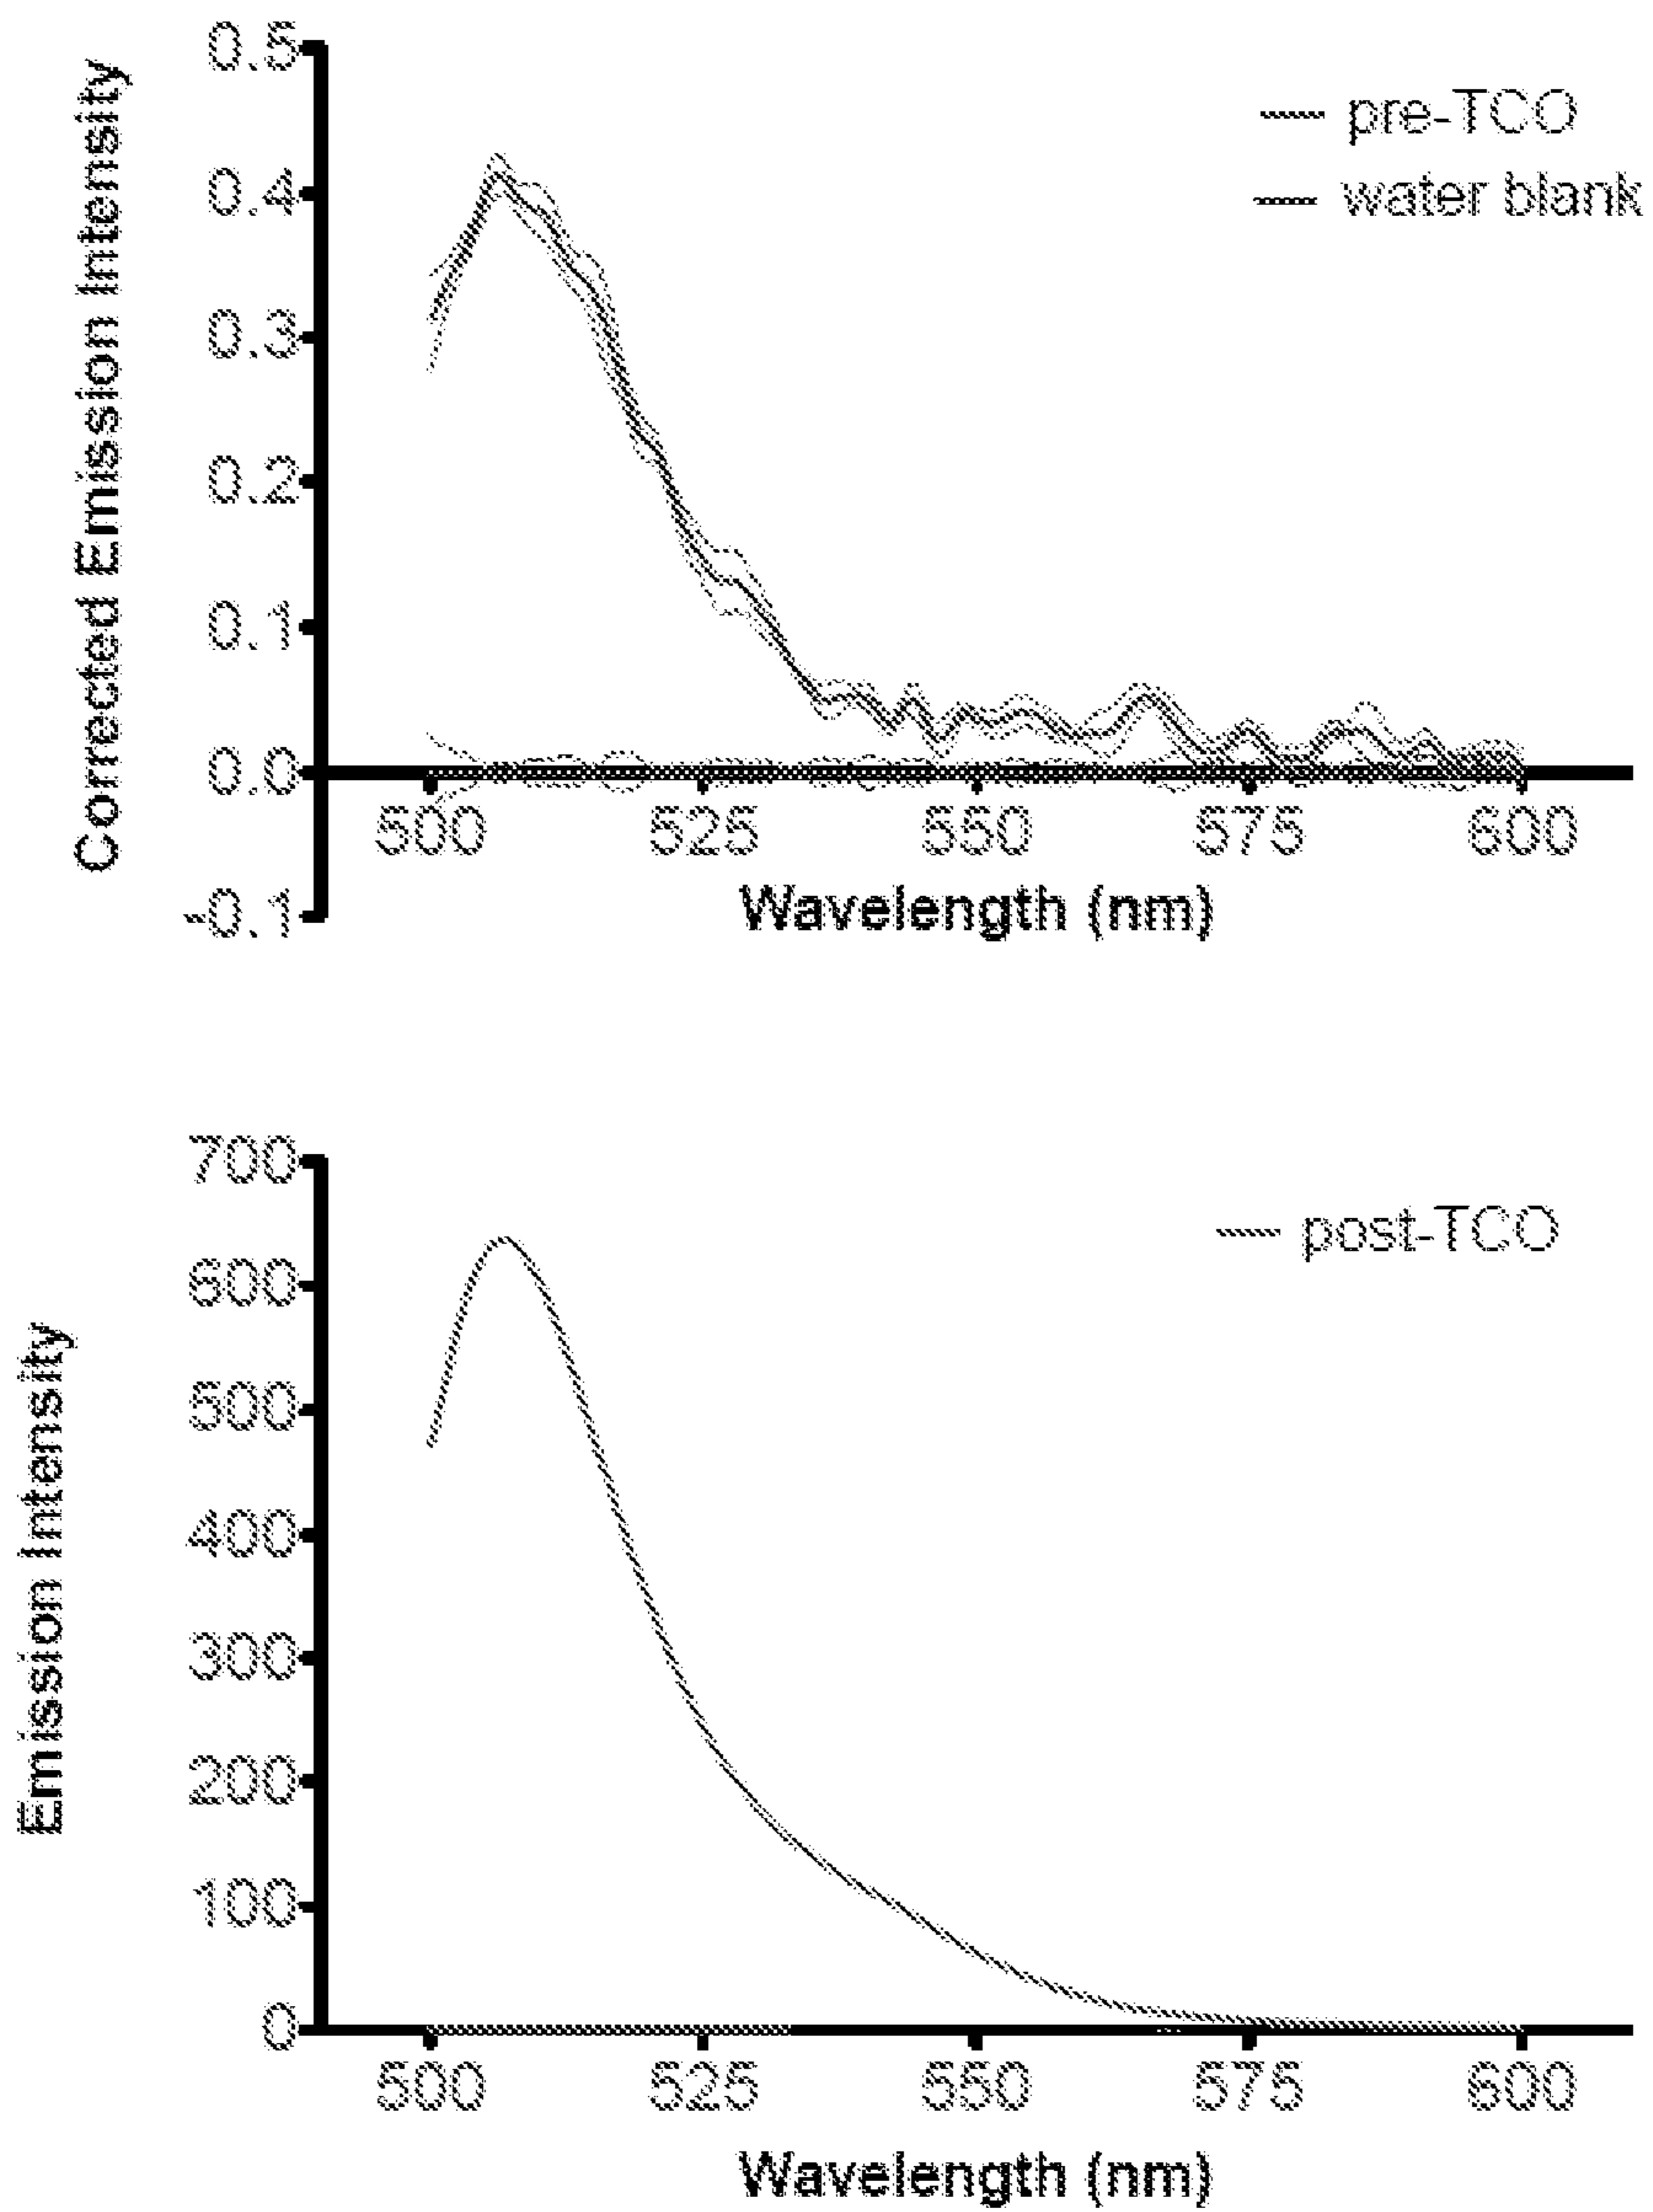 Corrected Emission Intensity
0.5
0.4
0.3
0.2
0.1
0.0
-0.1
pre-TCO
water blank
500 525 550 575 600
Wavelength (nm)
Emission Intensity
700
600
500
400
300
200
100
0
post-TCO
500 525 550 575 600
Wavelength (nm)